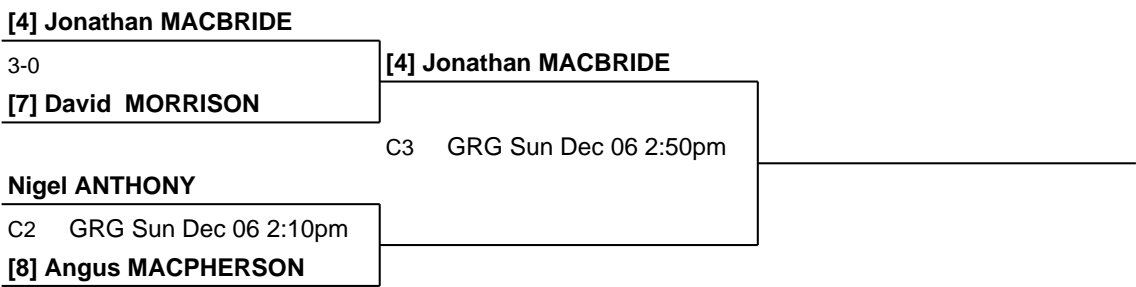 [4] Jonathan MACBRIDE
3-0
[4] Jonathan MACBRIDE
[7] David MORRISON
C3 GRG Sun Dec 06 2:50pm
Nigel ANTHONY
C2 GRG Sun Dec 06 2:10pm
[8] Angus MACPHERSON